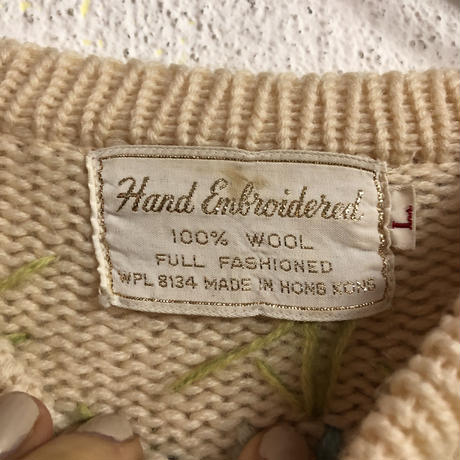 Hand Embroidered
100% WOOL
FULL FASHIONED
WPL 8134 MADE IN HONG KONG
L